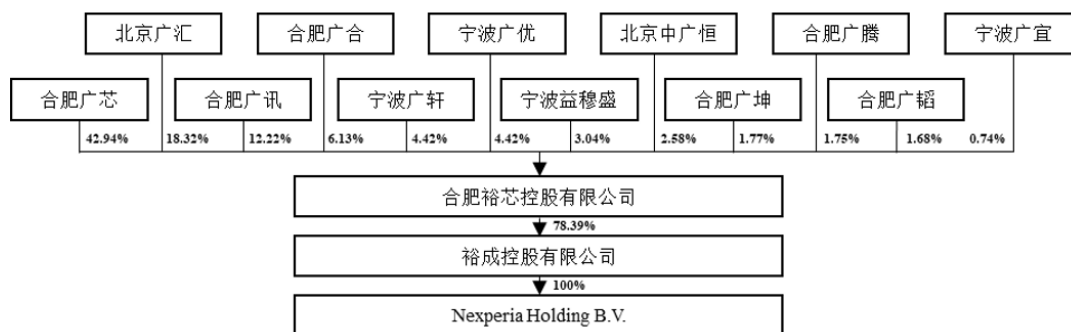 北京广汇
合肥广合
宁波广优
北京中广恒
合肥广腾
宁波广宜
合肥广芯
合肥广讯
宁波广轩
宁波益穆盛
合肥广坤
合肥广韬
42.94%
18.32%
12.22%
6.13%
4.42%
4.42%
3.04%
2.58%
1.77%
1.75%
1.68%
0.74%
合肥裕芯控股有限公司
78.39%
裕成控股有限公司
100%
Nexperia Holding B.V.